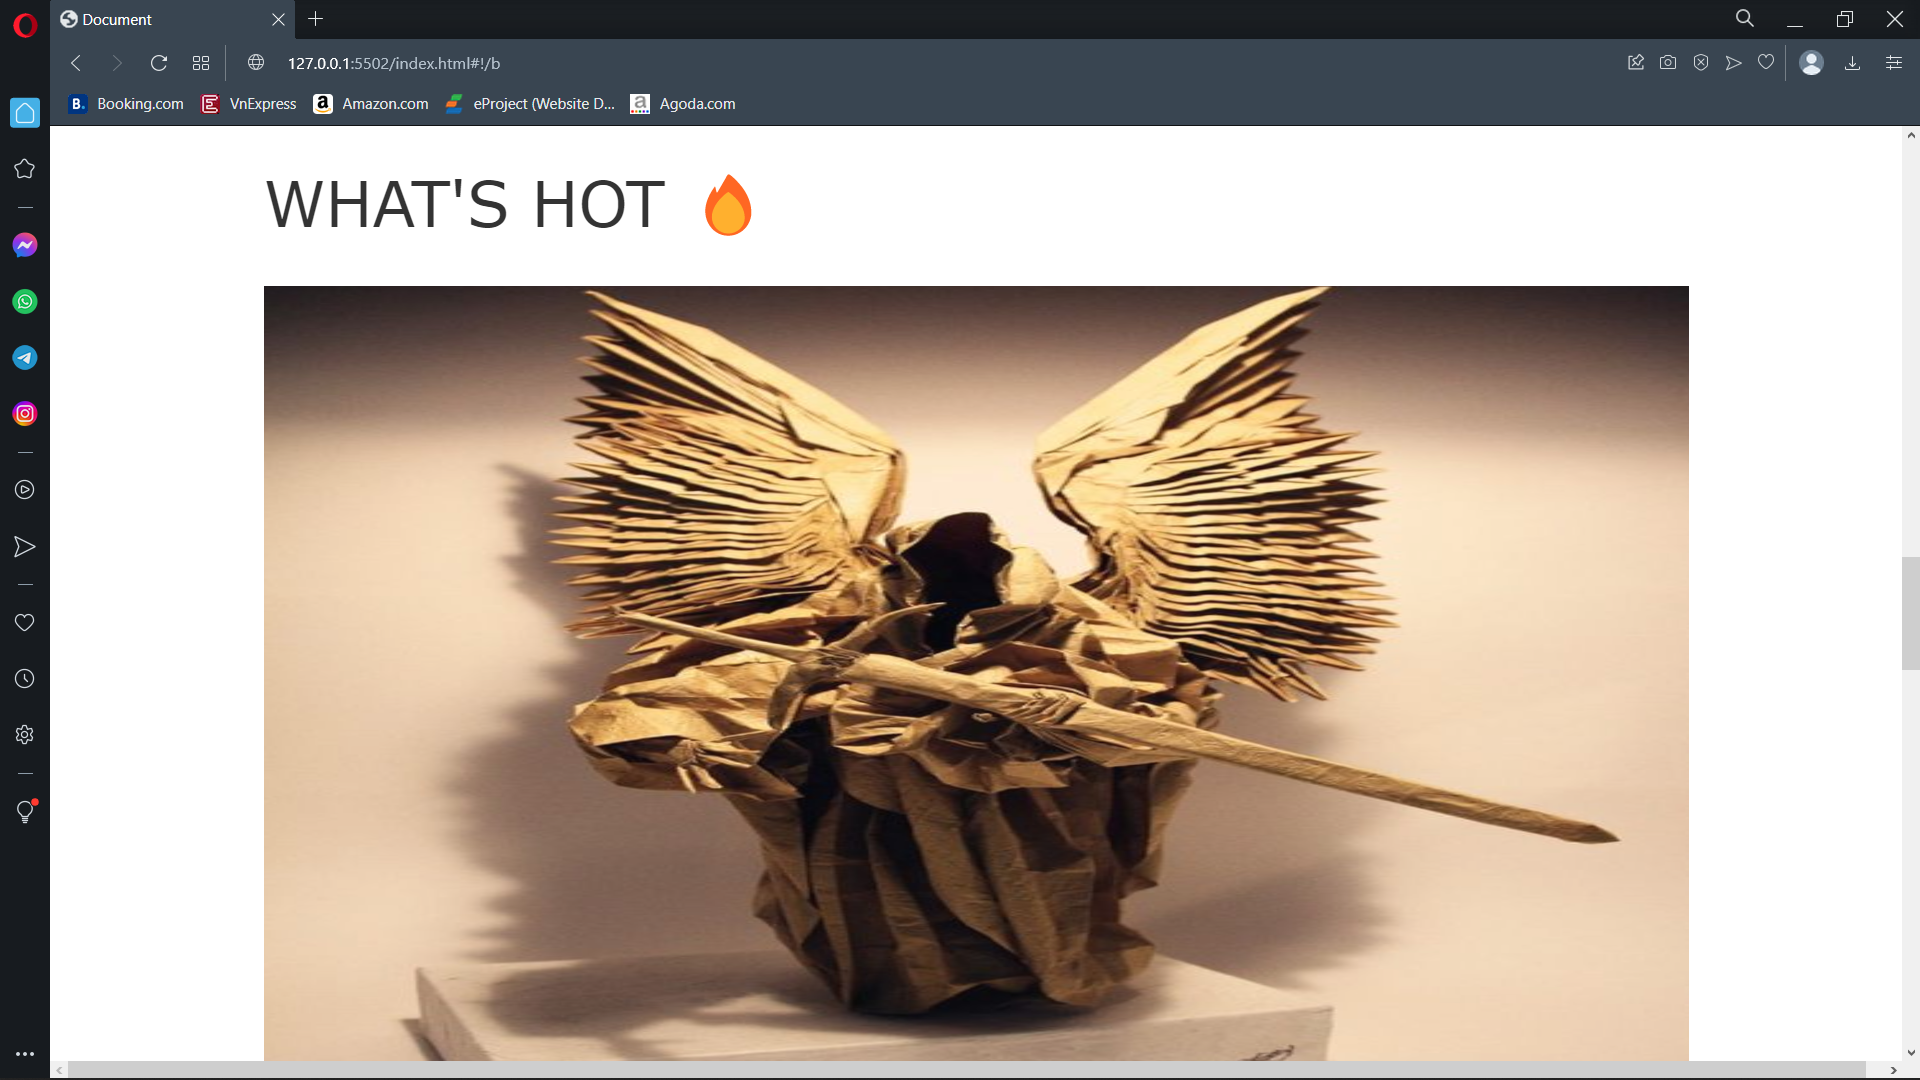 Document
127.0.0.1:5502/index.html#!/b
B. Booking.com E VnExpress a Amazon.com eProject (Website D... a Agoda.com
WHAT'S HOT 🔥